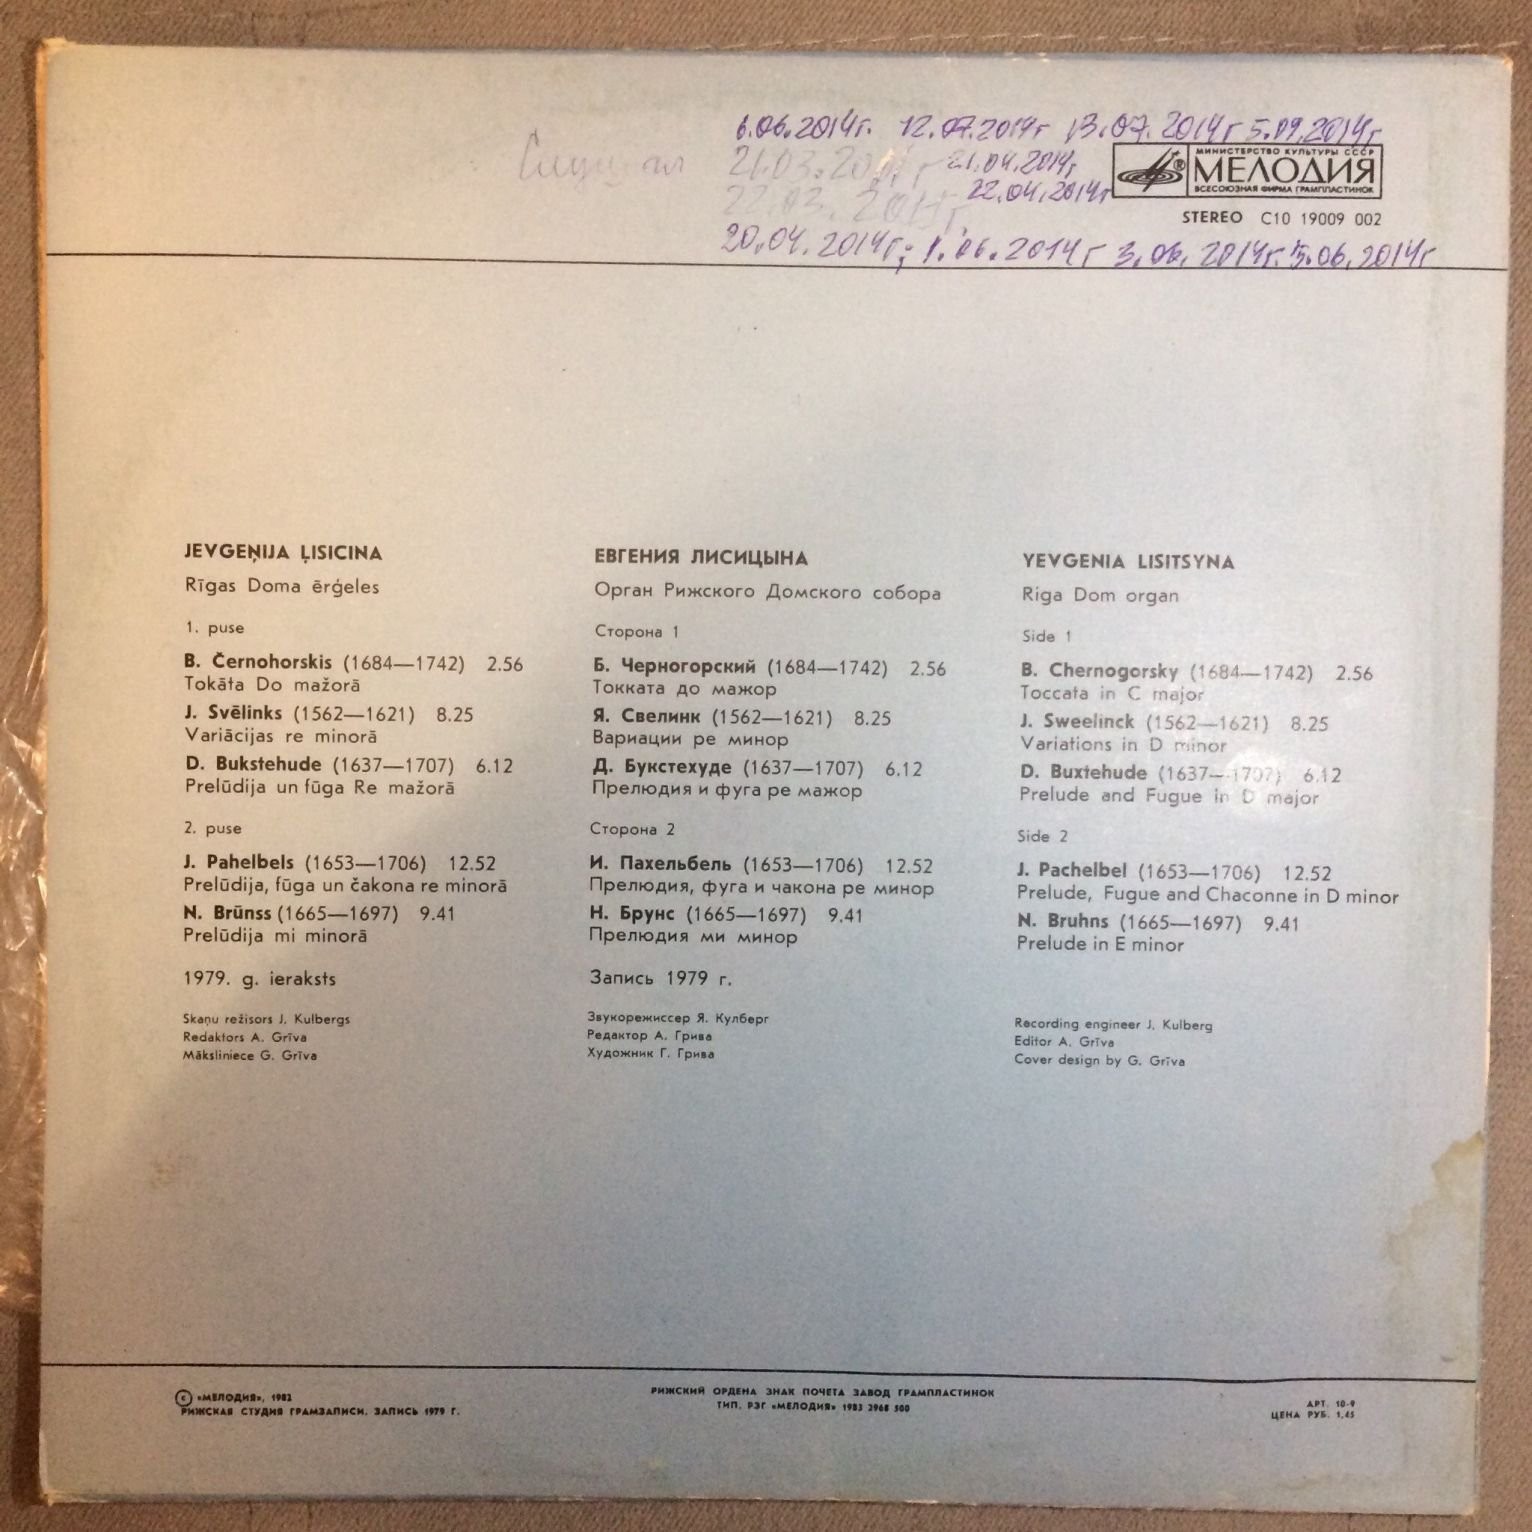 6.06.2014г. 12.07.2014г 13.07.2014г 5.09.2014г
21.04.2014г
22.04.2014г
МИНИСТЕРСТВО КУЛЬТУРЫ СССР
МЕЛОДИЯ
ВСЕСОЮЗНАЯ ФИРМА ГРАМПЛАСТИНОК
STEREO C10 19009 002
20.04.2014г; 1.06.2014г 3.06.2014г. 5.06.2014г
JEVGEŅIJA ĻISICINA
Rīgas Doma ērģeles
1. puse
B. Černohorskis (1684—1742) 2.56
Tokāta Do mažorā
J. Svēlinks (1562—1621) 8.25
Variācijas re minorā
D. Bukstehude (1637—1707) 6.12
Prelūdija un fūga Re mažorā
2. puse
J. Pahelbels (1653—1706) 12.52
Prelūdija, fūga un čakona re minorā
N. Brūnss (1665—1697) 9.41
Prelūdija mi minorā
1979. g. ieraksts
Skaņu režisors J. Kulbergs
Redaktors A. Grīva
Māksliniece G. Grīva
ЕВГЕНИЯ ЛИСИЦЫНА
Орган Рижского Домского собора
Сторона 1
Б. Черногорский (1684—1742) 2.56
Токката до мажор
Я. Свелинк (1562—1621) 8.25
Вариации ре минор
Д. Букстехуде (1637—1707) 6.12
Прелюдия и фуга ре мажор
Сторона 2
И. Пахельбель (1653—1706) 12.52
Прелюдия, фуга и чакона ре минор
Н. Брунс (1665—1697) 9.41
Прелюдия ми минор
Запись 1979 г.
Звукорежиссер Я. Кулберг
Редактор А. Грива
Художник Г. Грива
YEVGENIA LISITSYNA
Riga Dom organ
Side 1
B. Chernogorsky (1684—1742) 2.56
Toccata in C major
J. Sweelinck (1562—1621) 8.25
Variations in D minor
D. Buxtehude (1637—1707) 6.12
Prelude and Fugue in D major
Side 2
J. Pachelbel (1653—1706) 12.52
Prelude, Fugue and Chaconne in D minor
N. Bruhns (1665—1697) 9.41
Prelude in E minor
Recording engineer J. Kulberg
Editor A. Grīva
Cover design by G. Grīva
© «МЕЛОДИЯ», 1983
РИЖСКАЯ СТУДИЯ ГРАМЗАПИСИ. ЗАПИСЬ 1979 Г.
РИЖСКИЙ ОРДЕНА ЗНАК ПОЧЕТА ЗАВОД ГРАМПЛАСТИНОК
ТИП. РЗГ «МЕЛОДИЯ» 1983 3968 500
АРТ. 10-9
ЦЕНА РУБ. 1,45